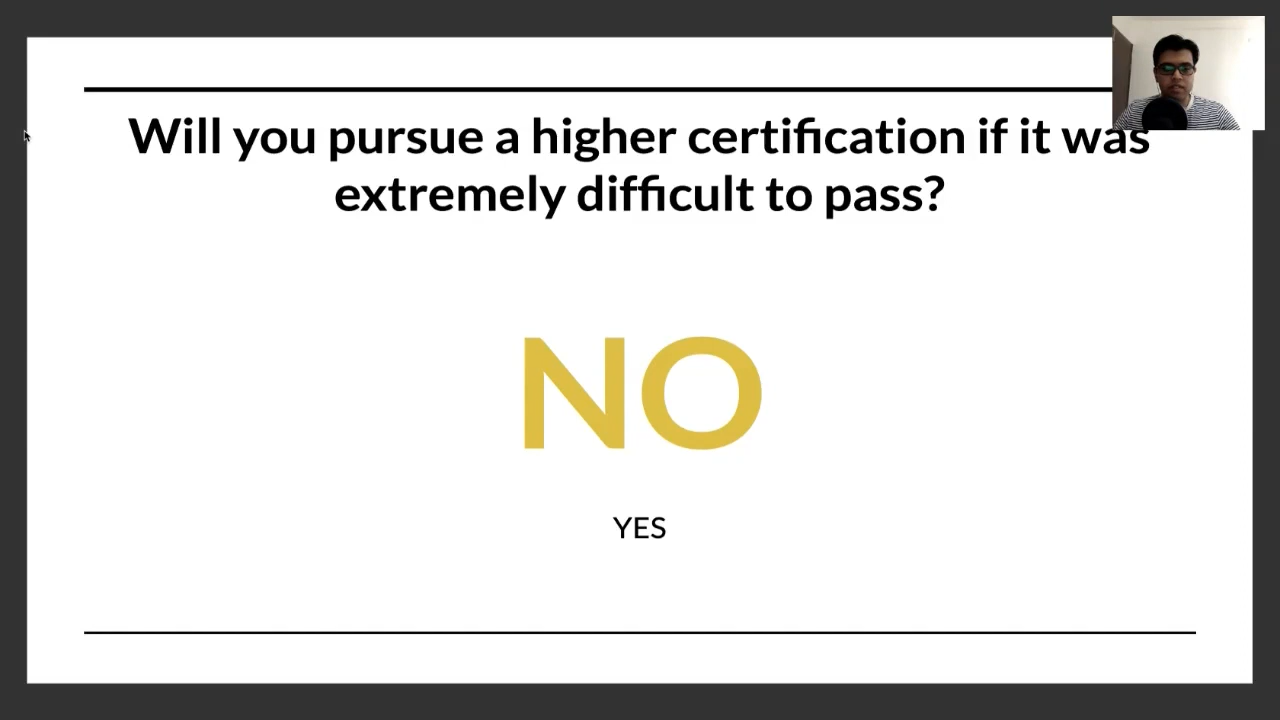 Will you pursue a higher certification if it was
extremely difficult to pass?
NO
YES